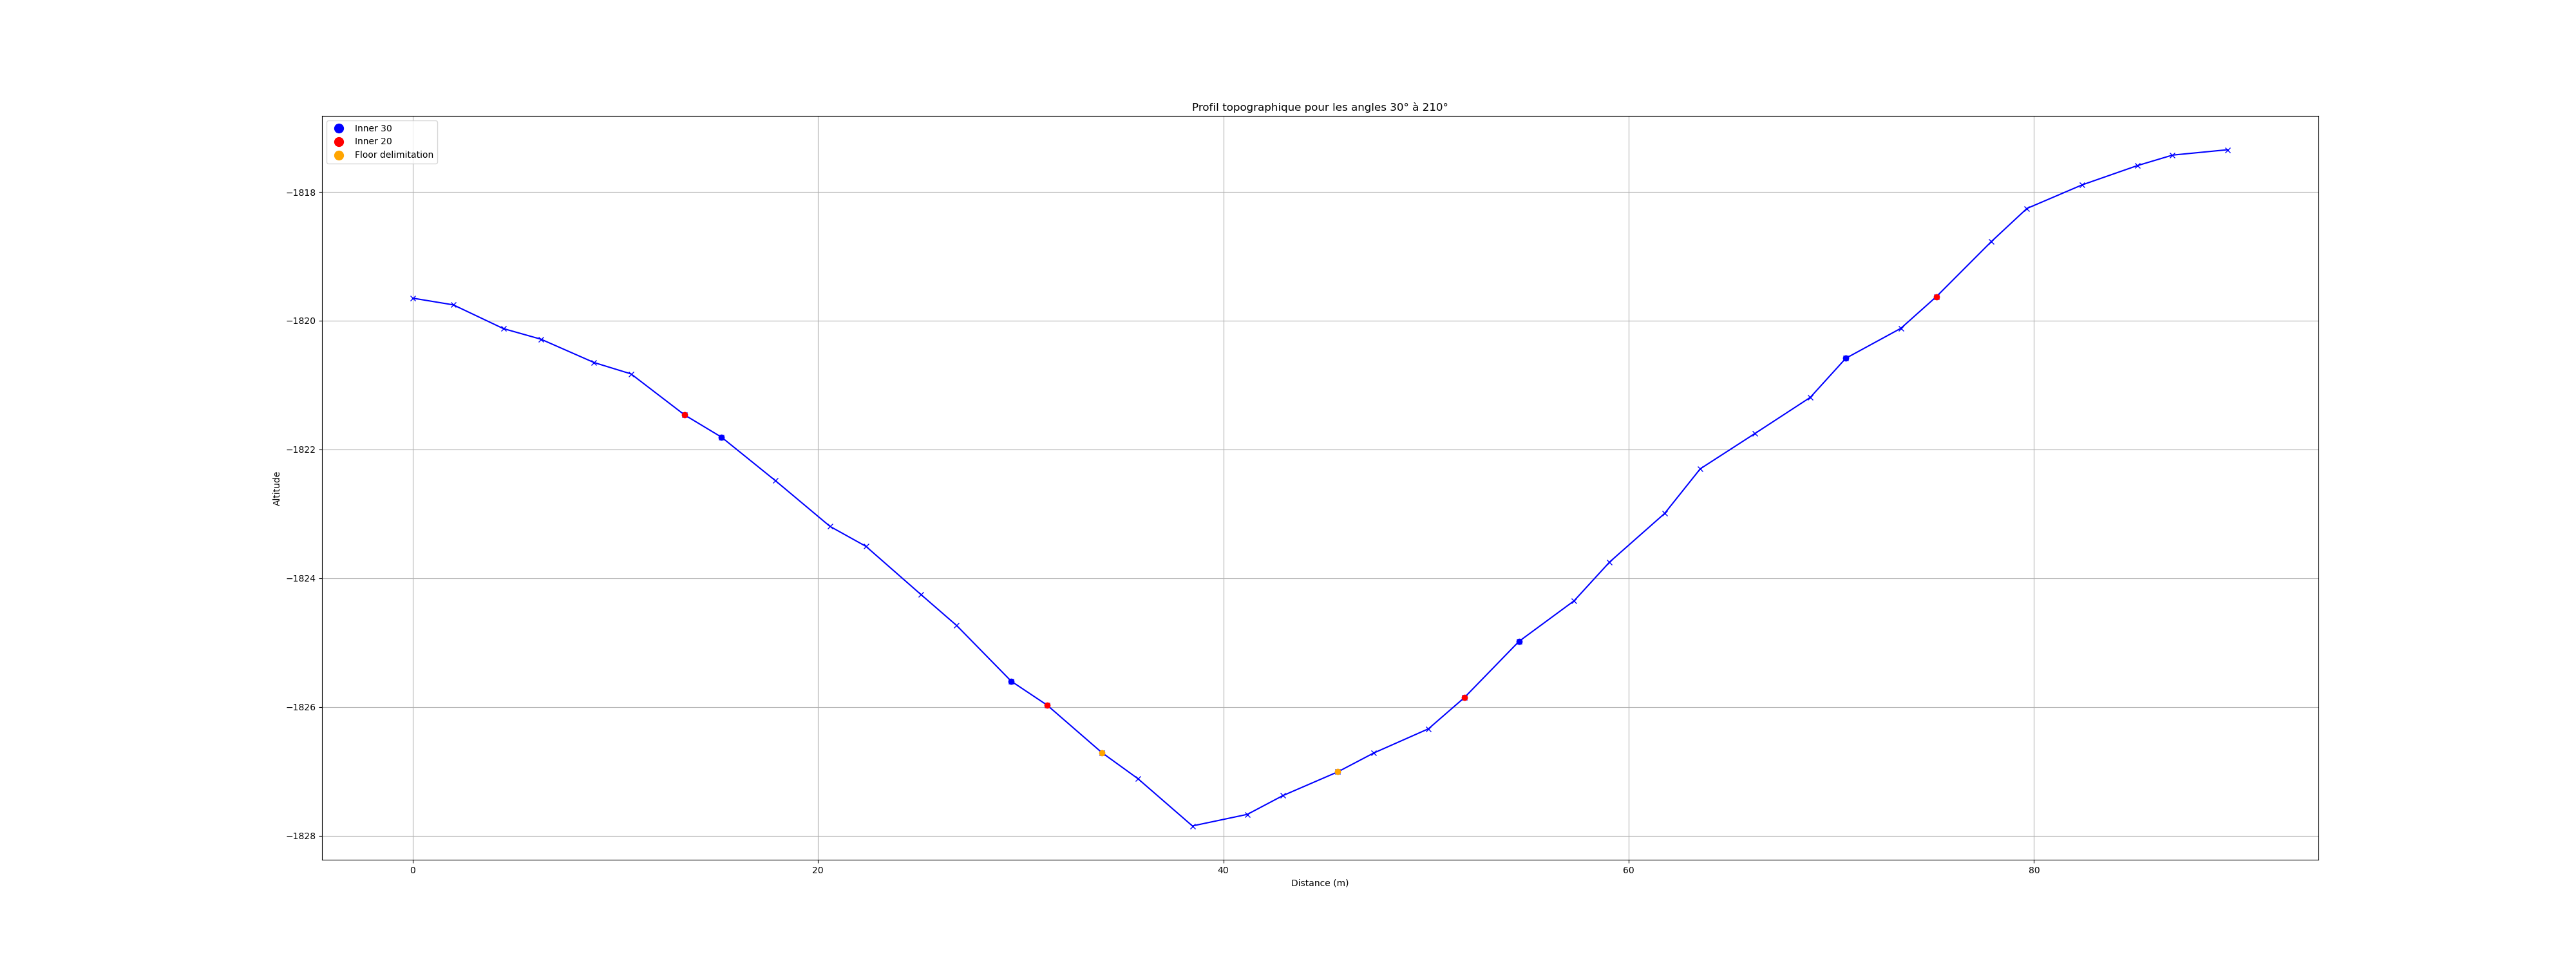 Profil topographique pour les angles 30° à 210°
Inner 30
Inner 20
Floor delimitation
−1818
−1820
−1822
−1824
−1826
−1828
Altitude
0
20
40
60
80
Distance (m)